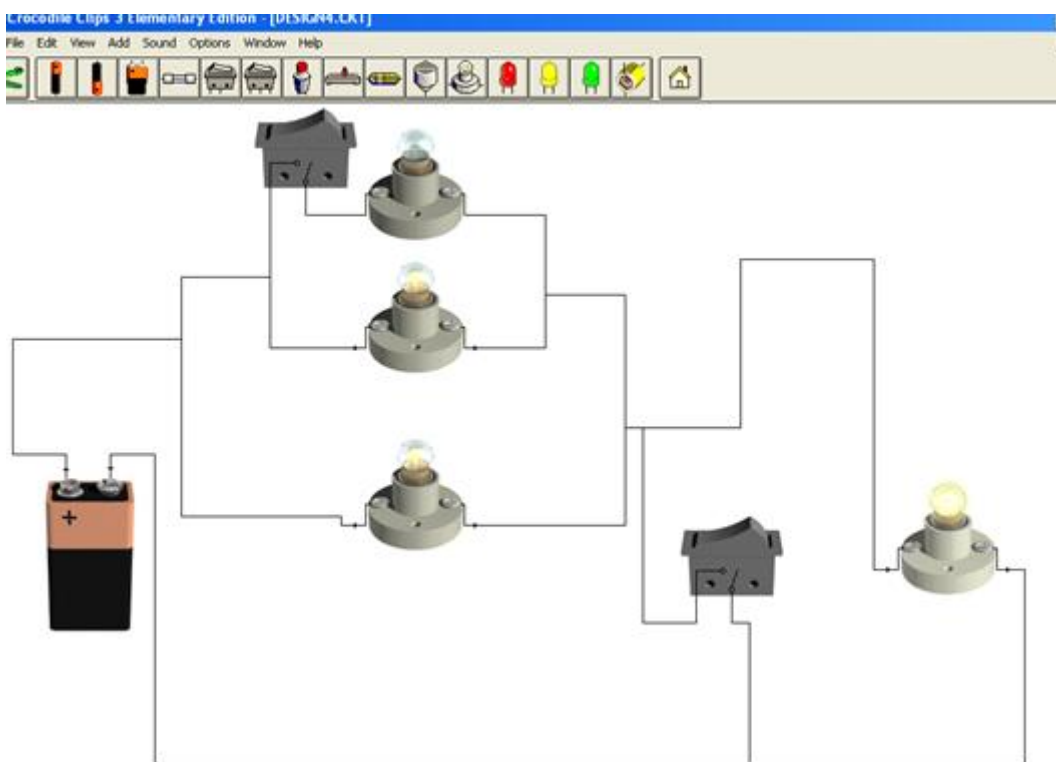 Crocodile Clips 3 Elementary Edition - [DESIGN4.CKT]
File Edit View Add Sound Options Window Help
+